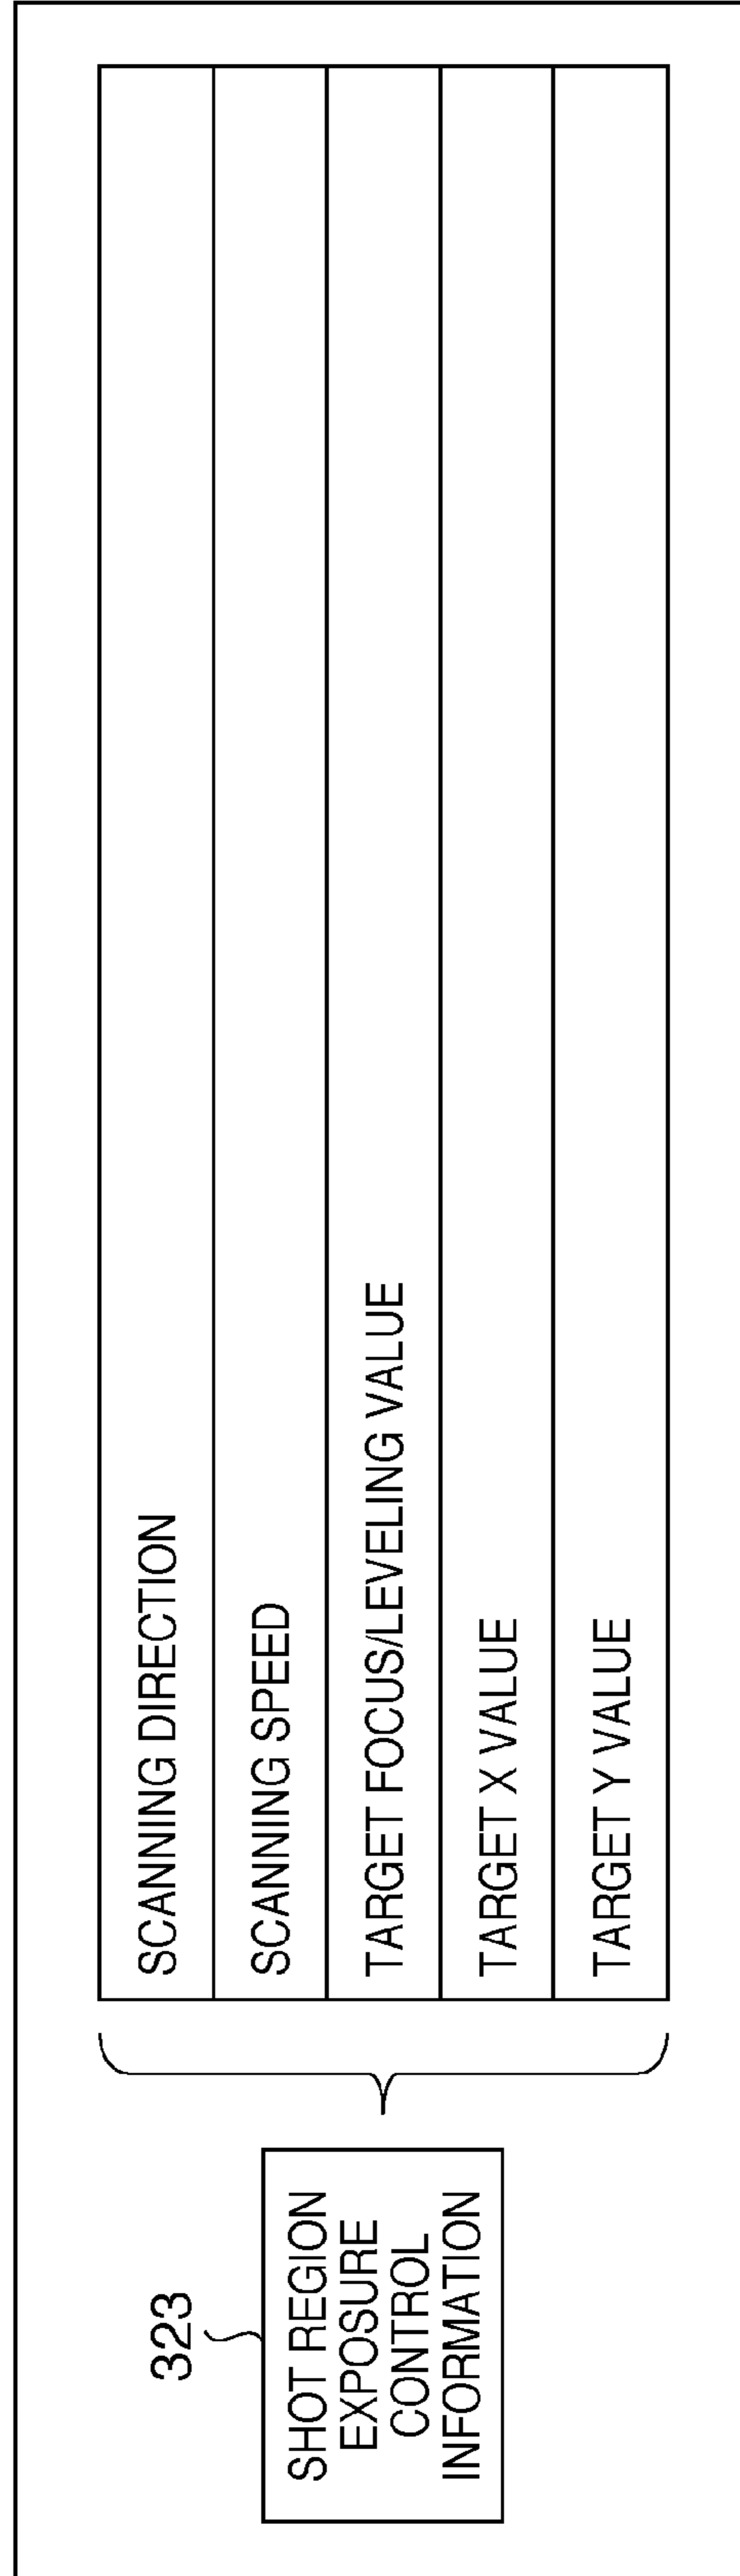 323
SHOT REGION
EXPOSURE
CONTROL
INFORMATION
SCANNING DIRECTION
SCANNING SPEED
TARGET FOCUS/LEVELING VALUE
TARGET X VALUE
TARGET Y VALUE